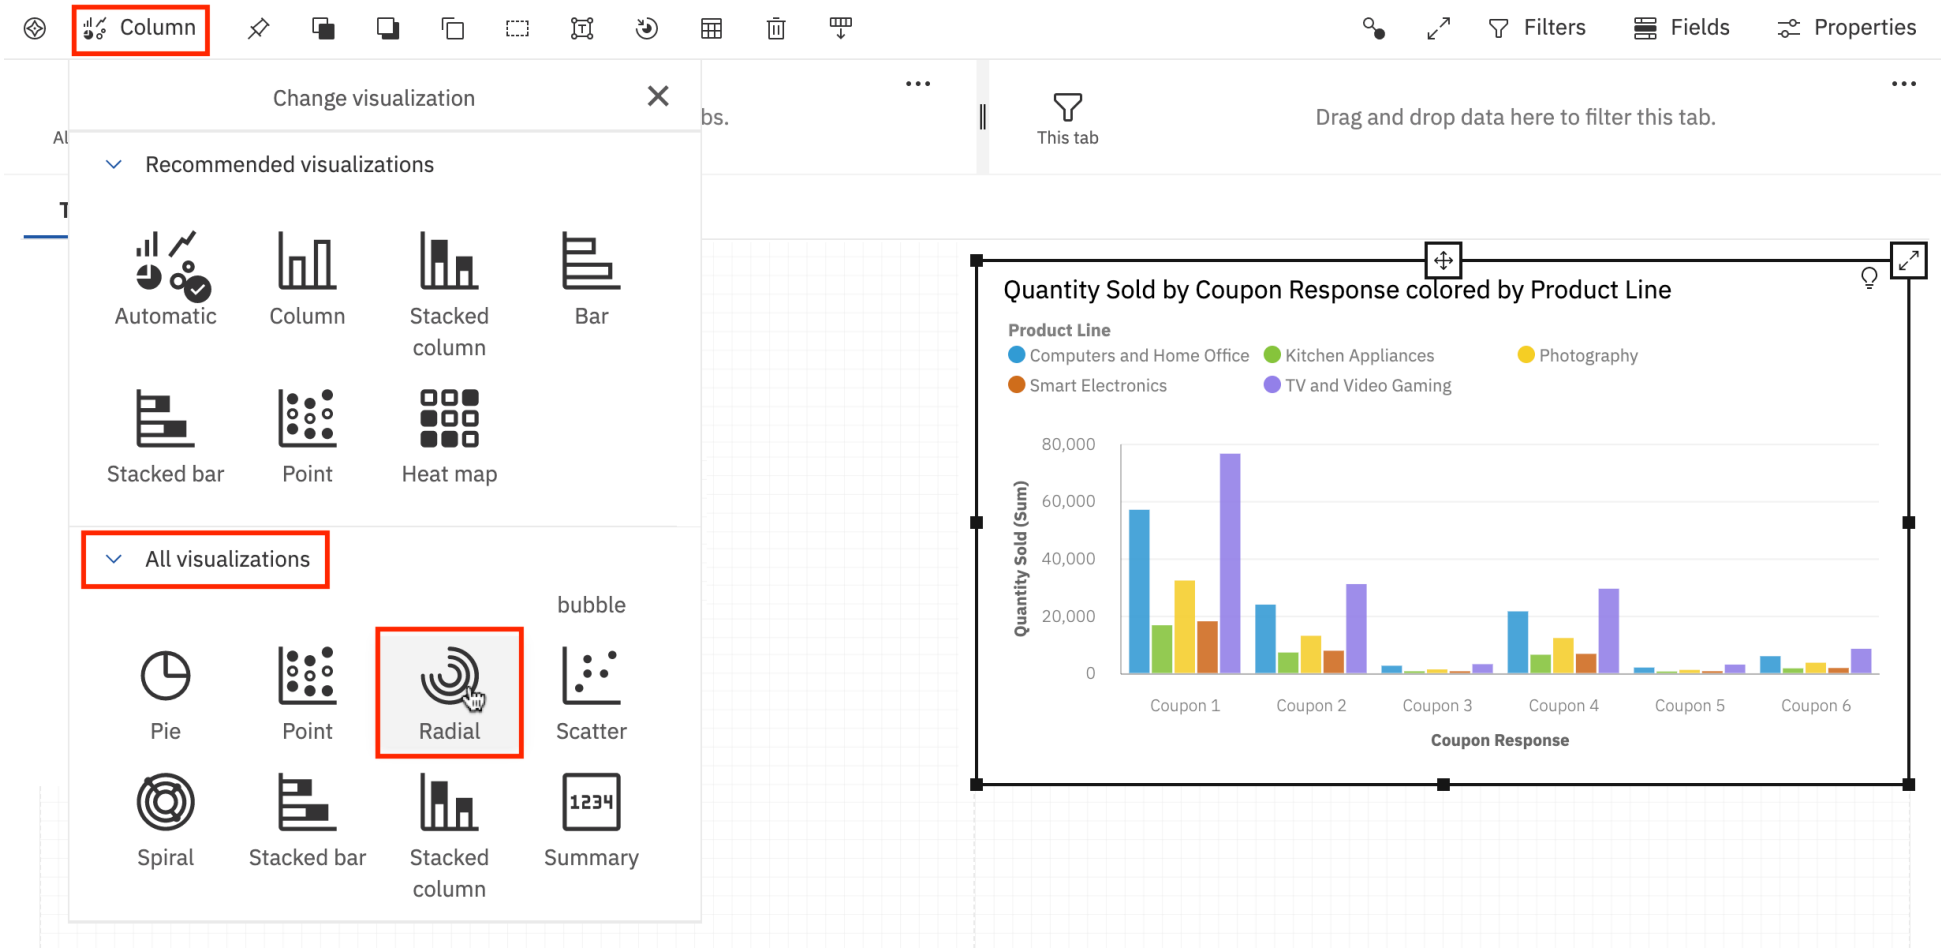 Column
Filters
Fields
Properties
Change visualization
bs.
This tab
Drag and drop data here to filter this tab.
Al
Recommended visualizations
T
Automatic
Column
Stacked
column
Bar
Stacked bar
Point
Heat map
All visualizations
bubble
Pie
Point
Radial
Scatter
Spiral
Stacked bar
Stacked
column
1234
Summary
Quantity Sold by Coupon Response colored by Product Line
Product Line
Computers and Home Office
Kitchen Appliances
Photography
Smart Electronics
TV and Video Gaming
Quantity Sold (Sum)
80,000
60,000
40,000
20,000
0
Coupon 1
Coupon 2
Coupon 3
Coupon 4
Coupon 5
Coupon 6
Coupon Response